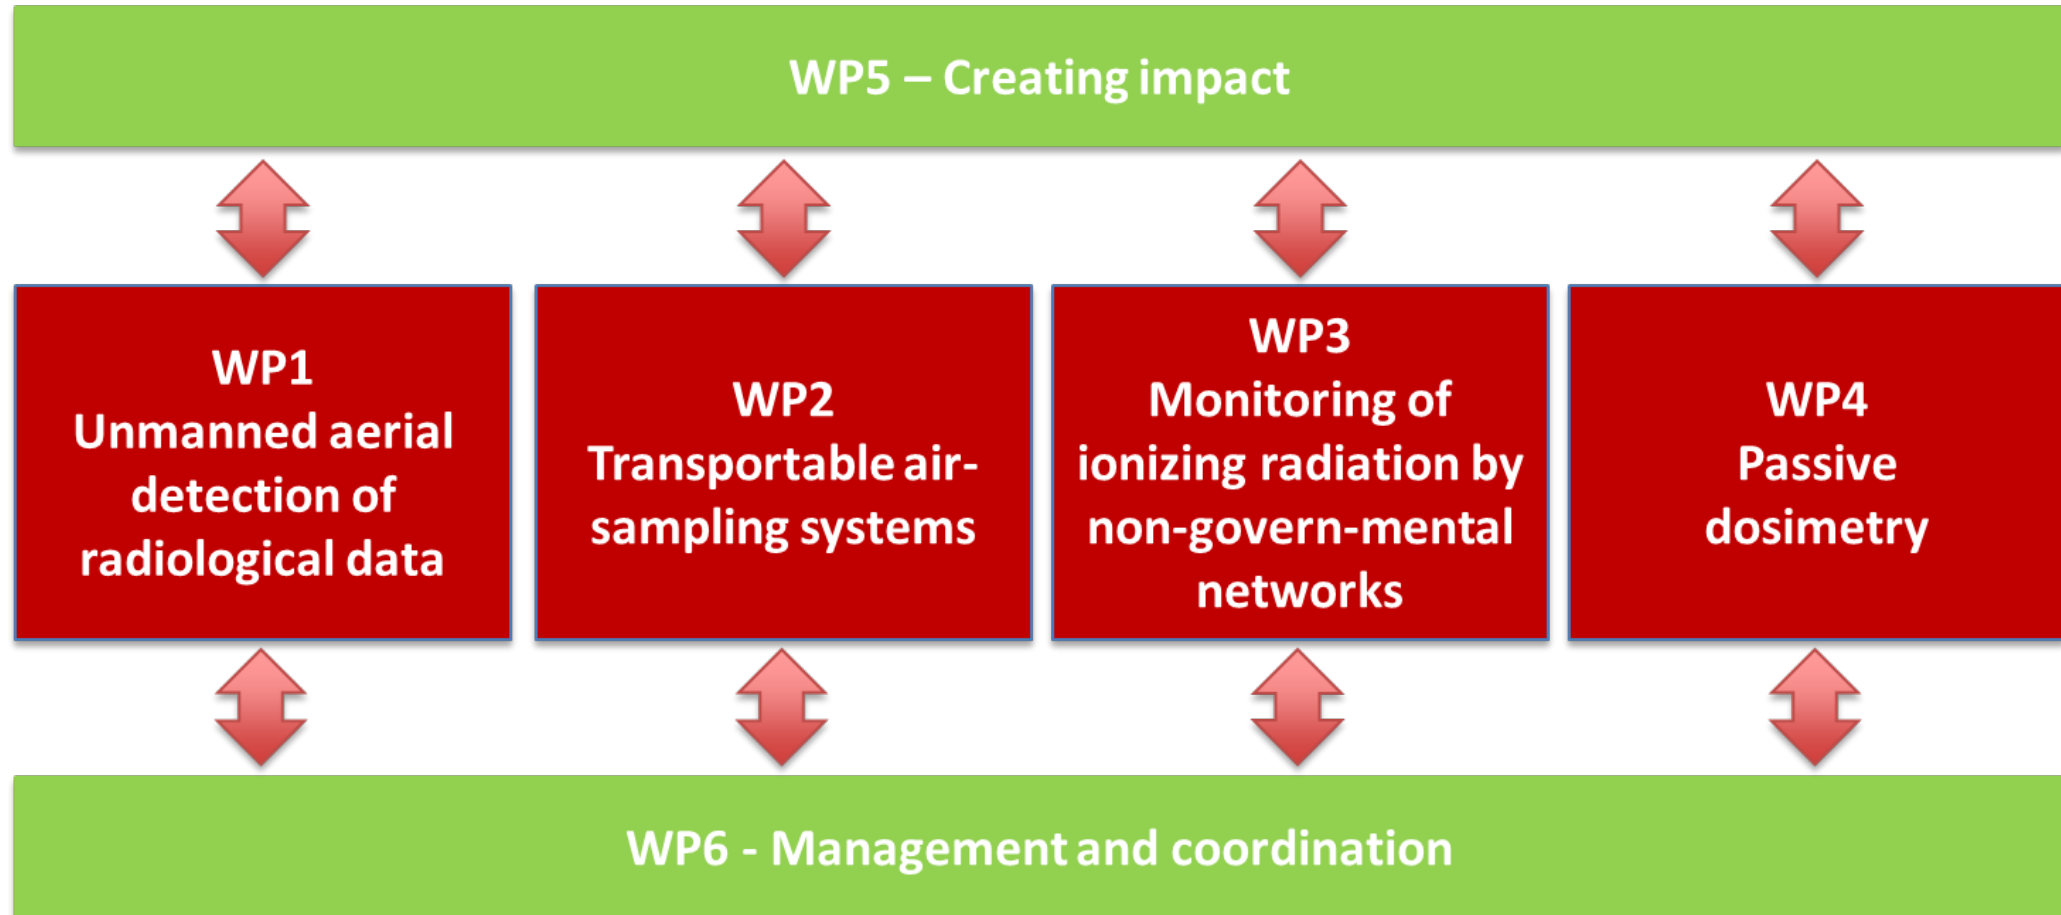 WP5 – Creating impact
WP1
Unmanned aerial
detection of
radiological data
WP2
Transportable air-
sampling systems
WP3
Monitoring of
ionizing radiation by
non-govern-mental
networks
WP4
Passive
dosimetry
WP6 - Management and coordination